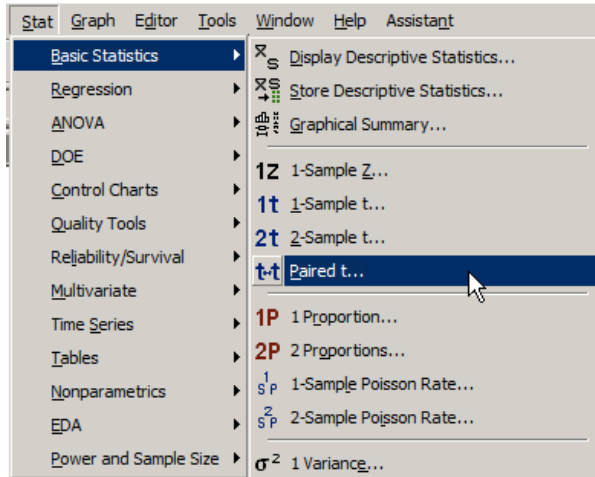 Stat Graph Editor Tools Window Help Assistant
Basic Statistics
Regression
ANOVA
DOE
Control Charts
Quality Tools
Reliability/Survival
Multivariate
Time Series
Tables
Nonparametrics
EDA
Power and Sample Size
Display Descriptive Statistics...
Store Descriptive Statistics...
Graphical Summary...
1Z 1-Sample Z...
1t 1-Sample t...
2t 2-Sample t...
t-t Paired t...
1P 1 Proportion...
2P 2 Proportions...
1-Sample Poisson Rate...
2-Sample Poisson Rate...
σ² 1 Variance...